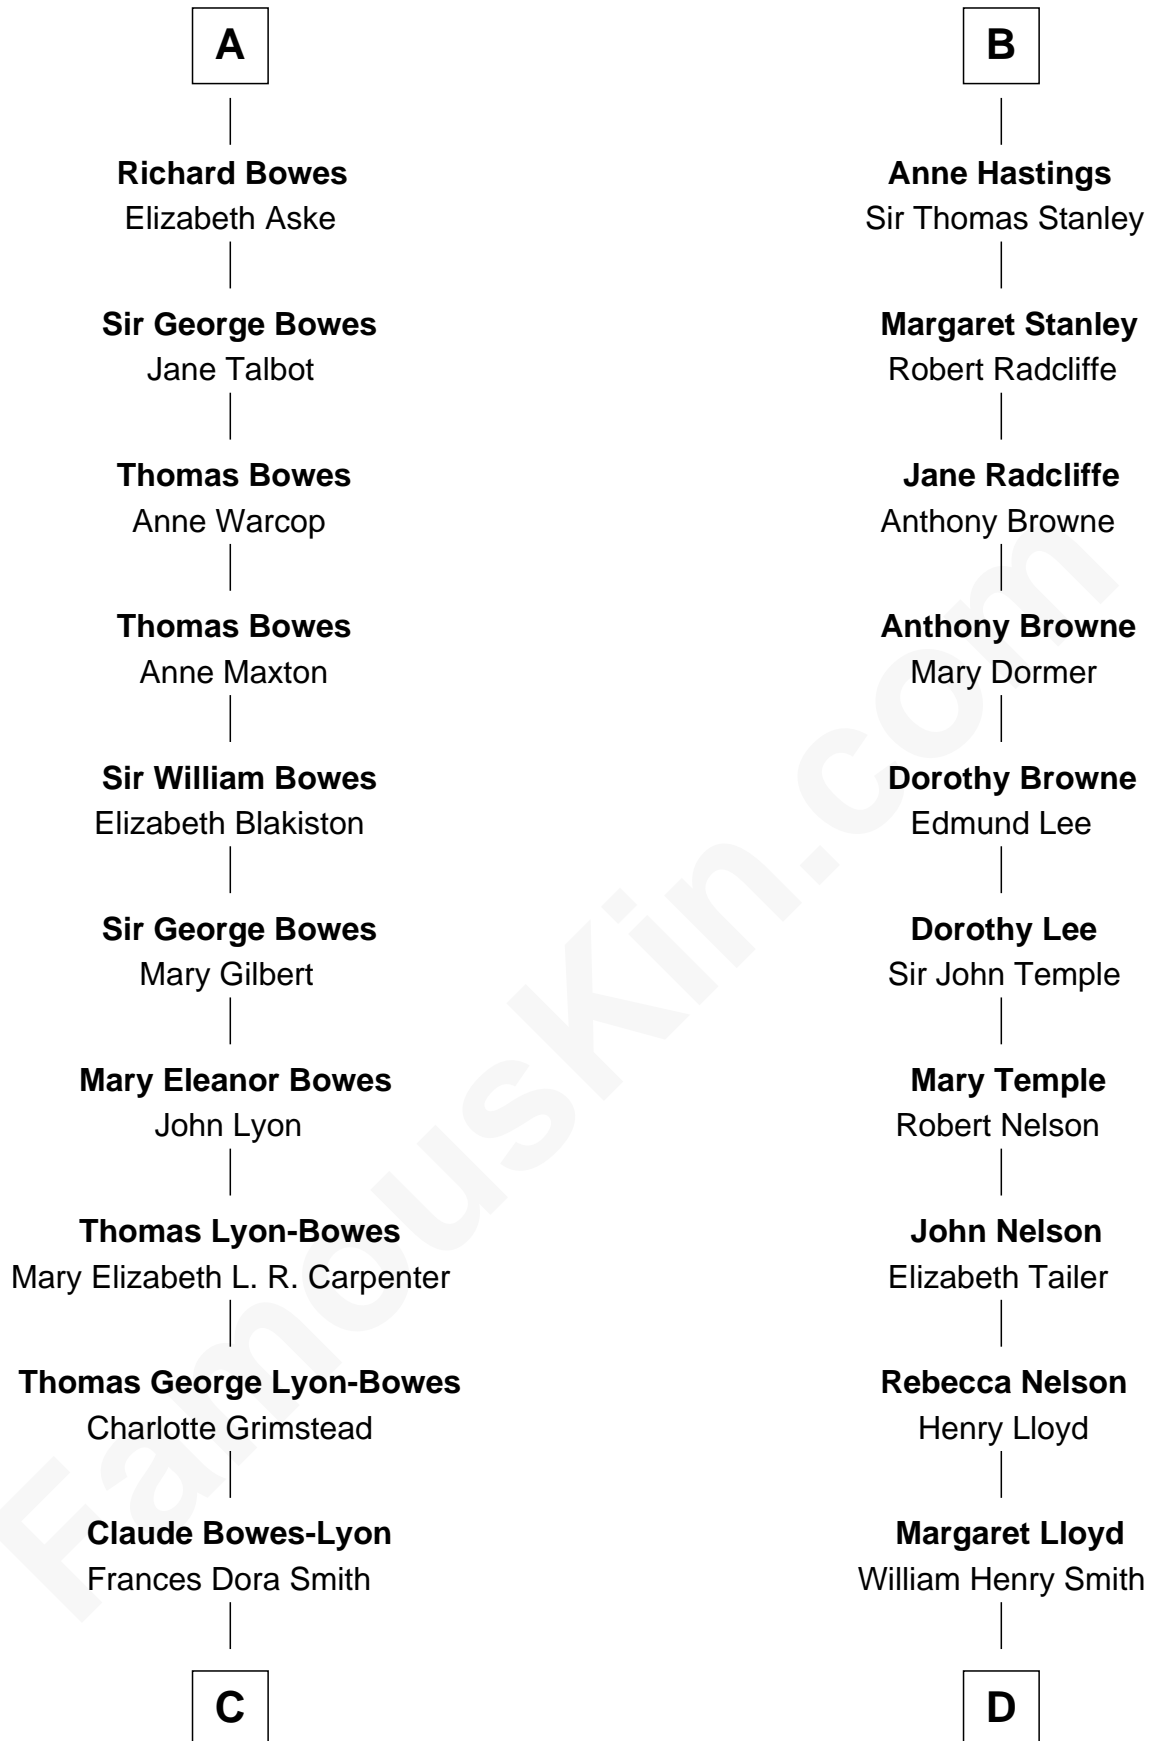 A
Richard Bowes
Elizabeth Aske
Sir George Bowes
Jane Talbot
Thomas Bowes
Anne Warcop
Thomas Bowes
Anne Maxton
Sir William Bowes
Elizabeth Blakiston
Sir George Bowes
Mary Gilbert
Mary Eleanor Bowes
John Lyon
Thomas Lyon-Bowes
Mary Elizabeth L. R. Carpenter
Thomas George Lyon-Bowes
Charlotte Grimstead
Claude Bowes-Lyon
Frances Dora Smith
C
B
Anne Hastings
Sir Thomas Stanley
Margaret Stanley
Robert Radcliffe
Jane Radcliffe
Anthony Browne
Anthony Browne
Mary Dormer
Dorothy Browne
Edmund Lee
Dorothy Lee
Sir John Temple
Mary Temple
Robert Nelson
John Nelson
Elizabeth Tailer
Rebecca Nelson
Henry Lloyd
Margaret Lloyd
William Henry Smith
D
FamousKin.com